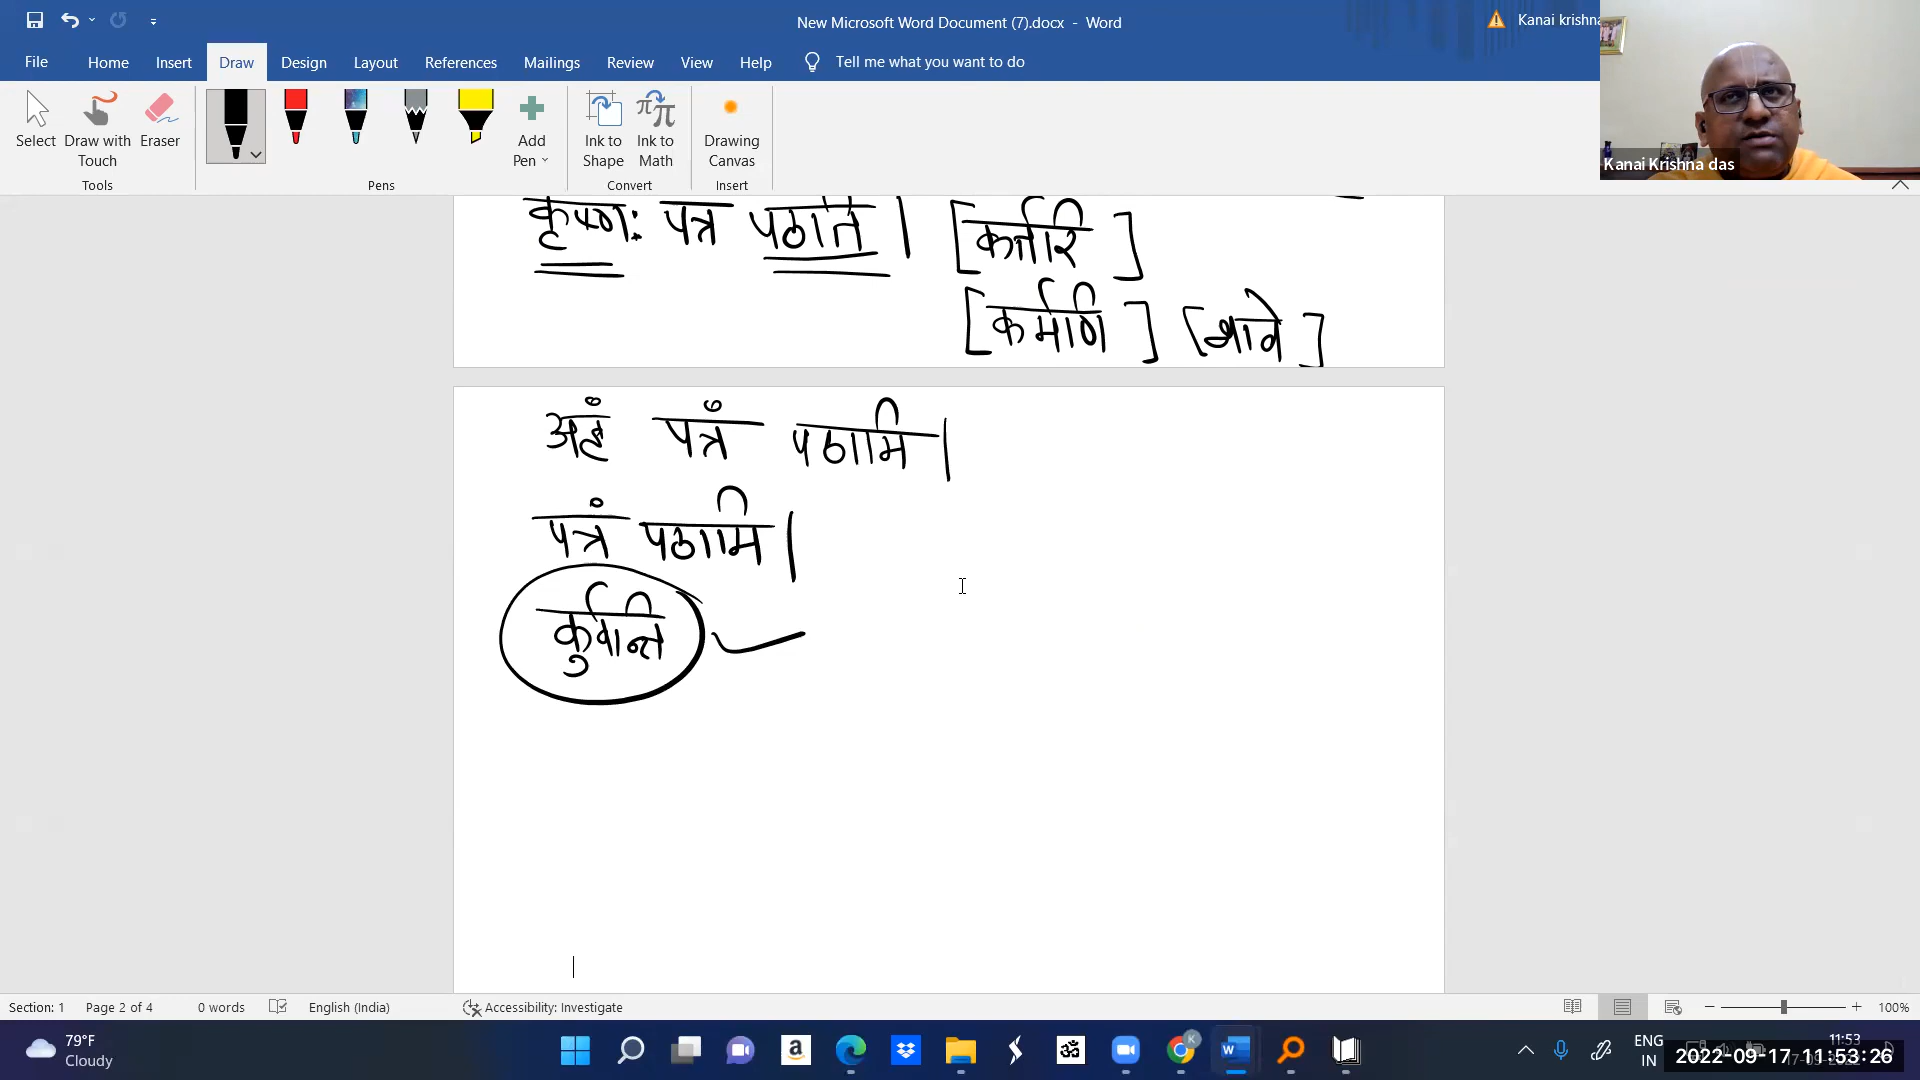 New Microsoft Word Document (7).docx - Word
Kanai krishna
File Home Insert Draw Design Layout References Mailings Review View Help Tell me what you want to do
Select Draw with Touch Eraser Add Pen Ink to Shape Ink to Math Drawing Canvas
Tools Pens Convert Insert
Kanai Krishna das
कृष्णः पत्र पठति । [कर्त्तरि]
[कर्मणि] [भावे]
अहं पत्रं पठामि ।
पत्रं पठामि ।
कुर्वन्ति
Section: 1 Page 2 of 4 0 words English (India) Accessibility: Investigate 100%
79°F
Cloudy
ENG
IN
11:53
2022-09-17 11:53:26